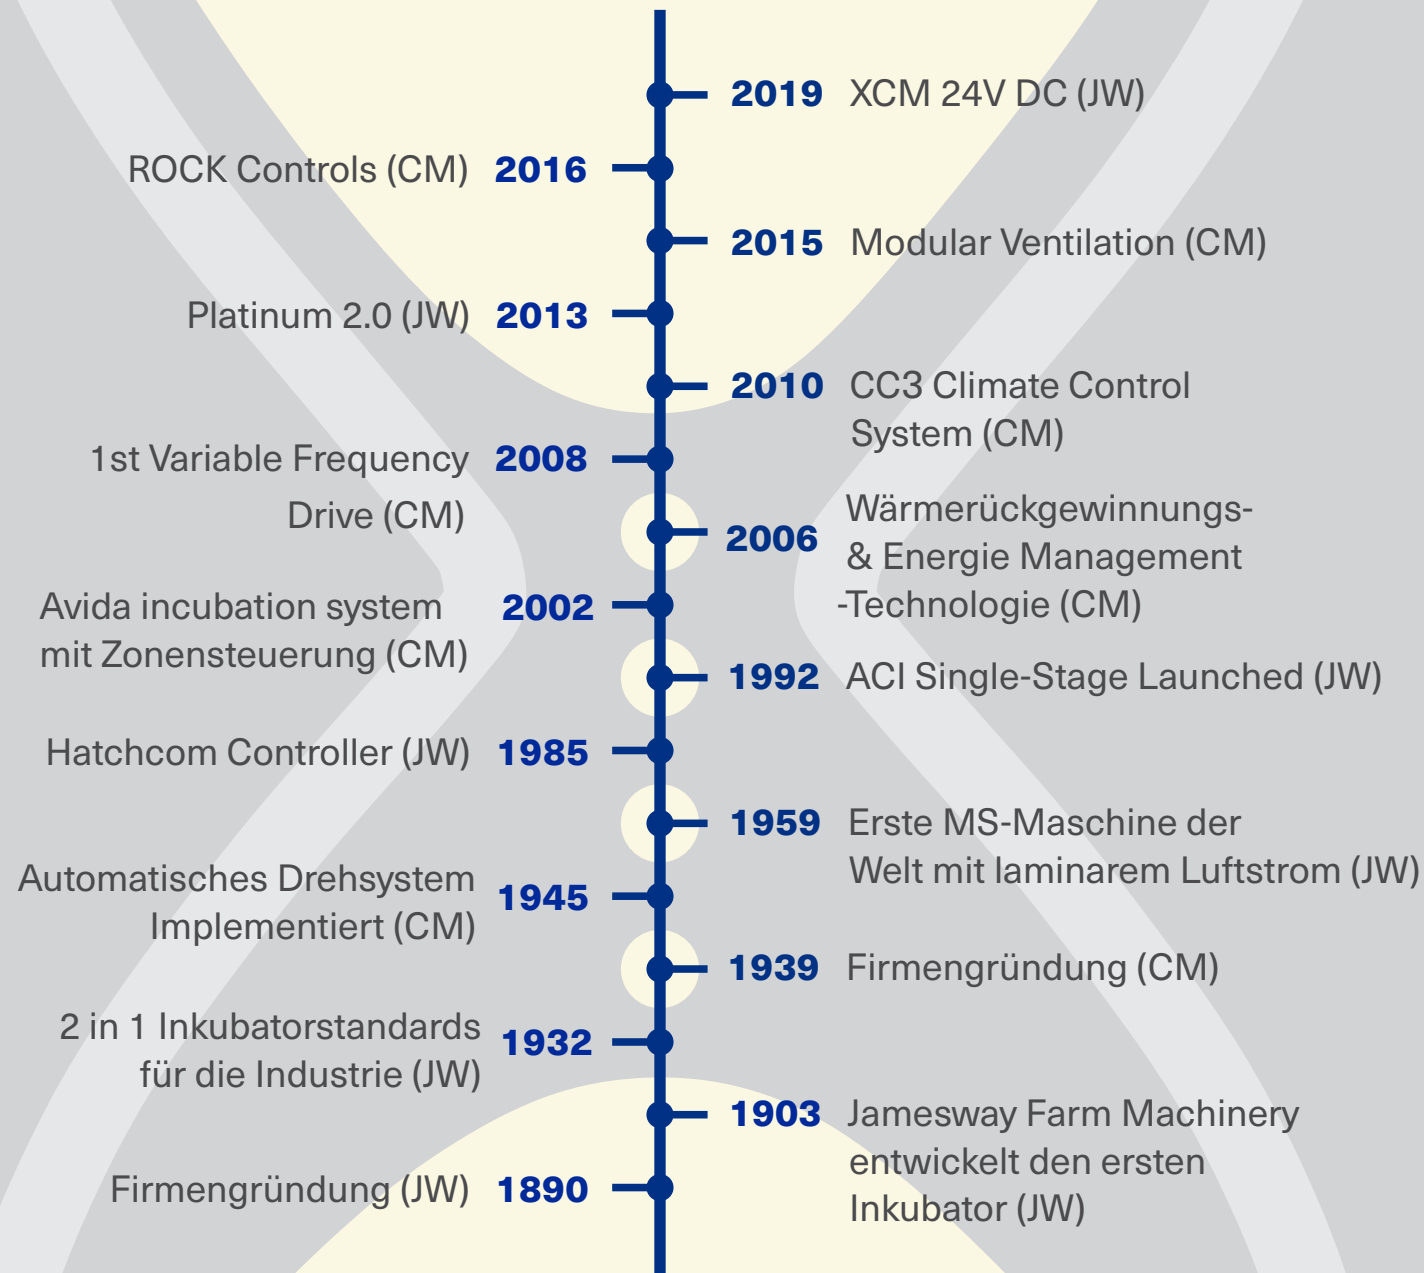 2019 XCM 24V DC (JW)
ROCK Controls (CM) 2016
2015 Modular Ventilation (CM)
Platinum 2.0 (JW) 2013
2010 CC3 Climate Control
System (CM)
1st Variable Frequency 2008
Drive (CM)
2006 Wärmerückgewinnungs-
& Energie Management
-Technologie (CM)
Avida incubation system 2002
mit Zonensteuerung (CM)
1992 ACI Single-Stage Launched (JW)
Hatchcom Controller (JW) 1985
1959 Erste MS-Maschine der
Welt mit laminarem Luftstrom (JW)
Automatisches Drehsystem 1945
Implementiert (CM)
1939 Firmengründung (CM)
2 in 1 Inkubatorstandards 1932
für die Industrie (JW)
1903 Jamesway Farm Machinery
entwickelt den ersten
Inkubator (JW)
Firmengründung (JW) 1890